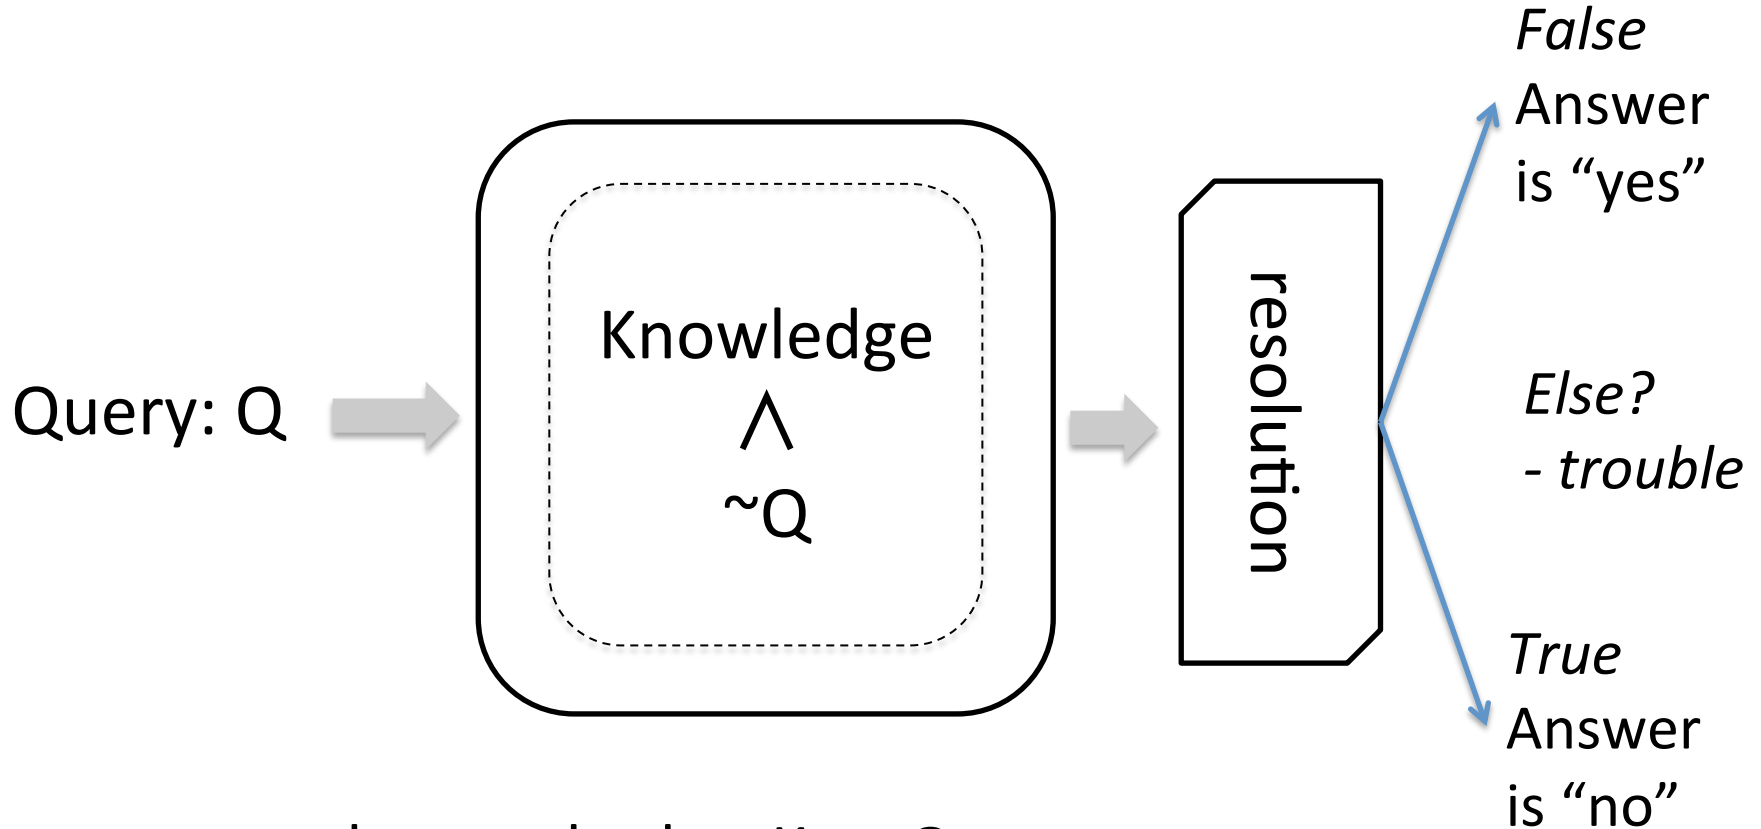 Query: Q
Knowledge
∧
~Q
resolution
False
Answer
is “yes”
Else?
- trouble
True
Answer
is “no”